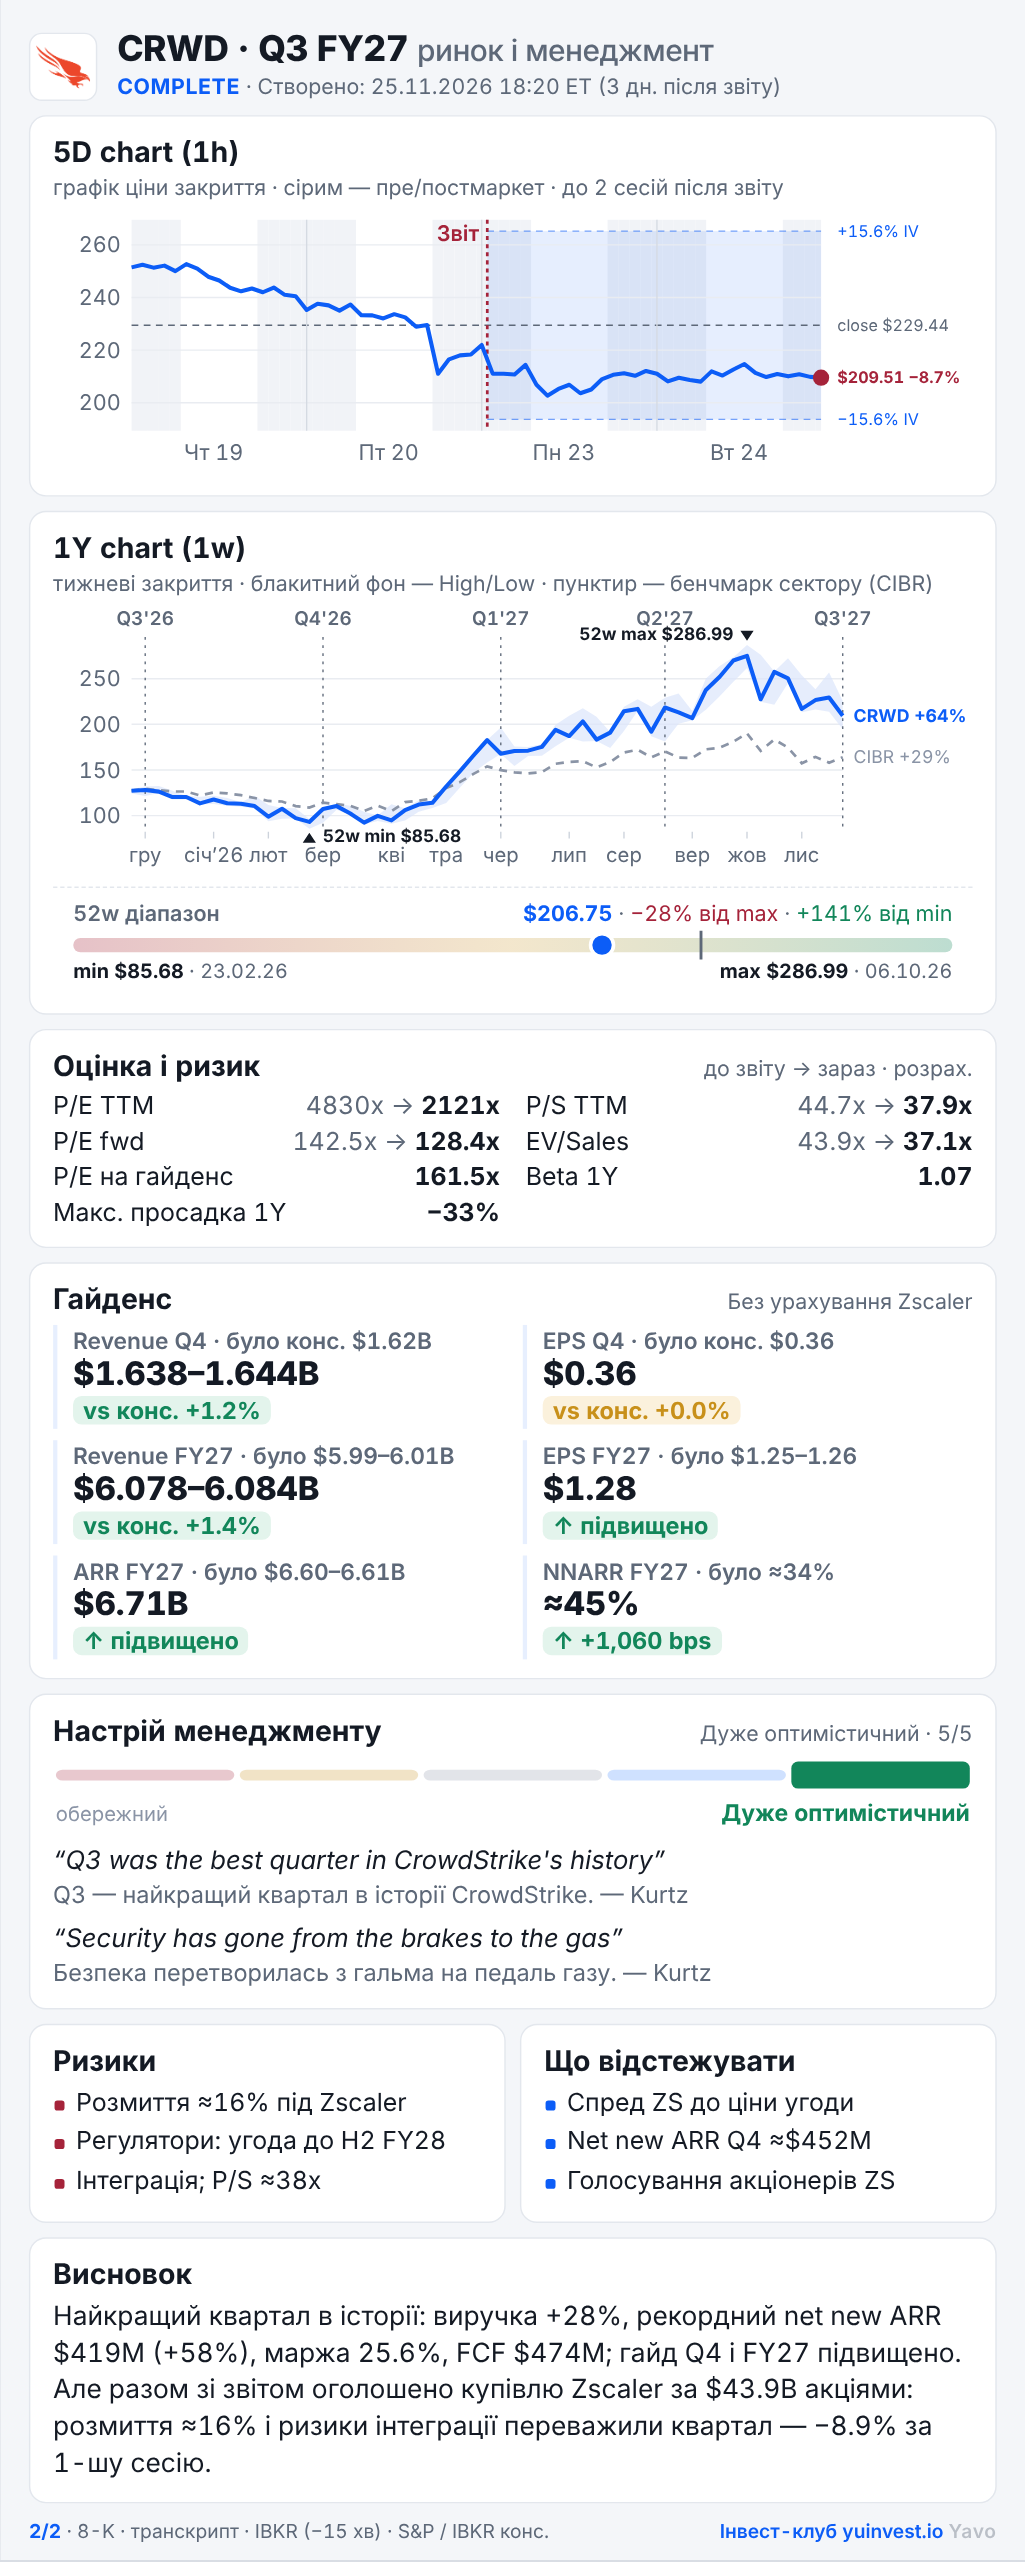 CRWD · Q3 FY27 ринок і менеджмент
COMPLETE · Створено: 25.11.2026 18:20 ET (3 дн. після звіту)
5D chart (1h)
графік ціни закриття · сірим — пре/постмаркет · до 2 сесій після звіту
260
240
220
200
Звіт
+15.6% IV
close $229.44
$209.51 −8.7%
−15.6% IV
Чт 19 Пт 20 Пн 23 Вт 24
1Y chart (1w)
тижневі закриття · блакитний фон — High/Low · пунктир — бенчмарк сектору (CIBR)
Q3'26 Q4'26 Q1'27 Q2'27 Q3'27
52w max $286.99 ▼
250
200
150
100
CRWD +64%
CIBR +29%
▲ 52w min $85.68
гру січ’26 лют бер кві тра чер лип сер вер жов лис
52w діапазон $206.75 · −28% від max · +141% від min
min $85.68 · 23.02.26 max $286.99 · 06.10.26
Оцінка і ризик до звіту → зараз · розрах.
P/E TTM 4830x → 2121x P/S TTM 44.7x → 37.9x
P/E fwd 142.5x → 128.4x EV/Sales 43.9x → 37.1x
P/E на гайденс 161.5x Beta 1Y 1.07
Макс. просадка 1Y −33%
Гайденс Без урахування Zscaler
Revenue Q4 · було конс. $1.62B EPS Q4 · було конс. $0.36
$1.638–1.644B $0.36
vs конс. +1.2% vs конс. +0.0%
Revenue FY27 · було $5.99–6.01B EPS FY27 · було $1.25–1.26
$6.078–6.084B $1.28
vs конс. +1.4% ↑ підвищено
ARR FY27 · було $6.60–6.61B NNARR FY27 · було ≈34%
$6.71B ≈45%
↑ підвищено ↑ +1,060 bps
Настрій менеджменту Дуже оптимістичний · 5/5
обережний Дуже оптимістичний
“Q3 was the best quarter in CrowdStrike's history”
Q3 — найкращий квартал в історії CrowdStrike. — Kurtz
“Security has gone from the brakes to the gas”
Безпека перетворилась з гальма на педаль газу. — Kurtz
Ризики
Розмиття ≈16% під Zscaler
Регулятори: угода до H2 FY28
Інтеграція; P/S ≈38x
Що відстежувати
Спред ZS до ціни угоди
Net new ARR Q4 ≈$452M
Голосування акціонерів ZS
Висновок
Найкращий квартал в історії: виручка +28%, рекордний net new ARR
$419M (+58%), маржа 25.6%, FCF $474M; гайд Q4 і FY27 підвищено.
Але разом зі звітом оголошено купівлю Zscaler за $43.9B акціями:
розмиття ≈16% і ризики інтеграції переважили квартал — −8.9% за
1-шу сесію.
2/2 · 8-K · транскрипт · IBKR (−15 хв) · S&P / IBKR конс. Інвест-клуб yuinvest.io Yavo